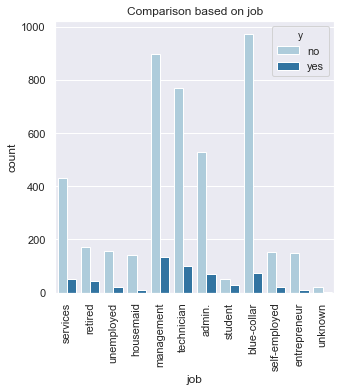 Comparison based on job
y
no
yes
1000
800
600
400
200
0
count
services
retired
unemployed
housemaid
management
technician
admin.
student
blue-collar
self-employed
entrepreneur
unknown
job